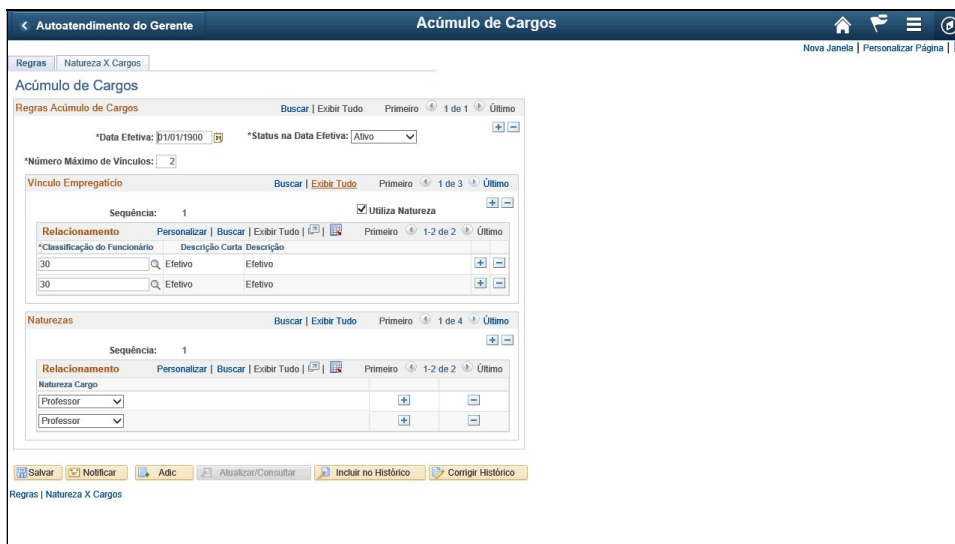 Autoatendimento do Gerente
Acúmulo de Cargos
Nova Janela | Personalizar Página |
Regras
Natureza X Cargos
Acúmulo de Cargos
Regras Acúmulo de Cargos Buscar | Exibir Tudo Primeiro 1 de 1 Último
*Data Efetiva: 01/01/1900 *Status na Data Efetiva: Ativo
*Número Máximo de Vínculos: 2
Vínculo Empregatício Buscar | Exibir Tudo Primeiro 1 de 3 Último
Sequência: 1 Utiliza Natureza
Relacionamento Personalizar | Buscar | Exibir Tudo | | Primeiro 1-2 de 2 Último
*Classificação do Funcionário Descrição Curta Descrição
30 Efetivo Efetivo
30 Efetivo Efetivo
Naturezas Buscar | Exibir Tudo Primeiro 1 de 4 Último
Sequência: 1
Relacionamento Personalizar | Buscar | Exibir Tudo | | Primeiro 1-2 de 2 Último
Natureza Cargo
Professor
Professor
Salvar Notificar Adic Atualizar/Consultar Incluir no Histórico Corrigir Histórico
Regras | Natureza X Cargos